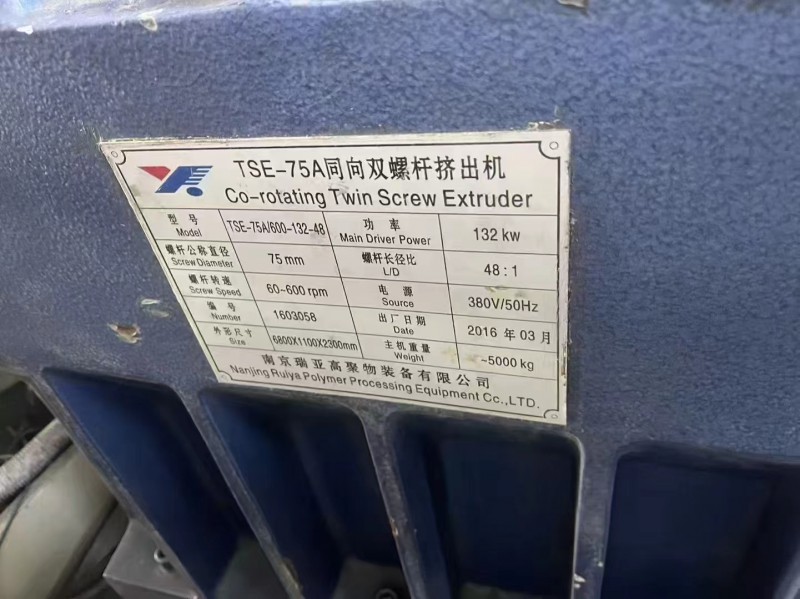 TSE-75A同向双螺杆挤出机
Co-rotating Twin Screw Extruder
型号 Model TSE-75A/600-132-48 功率 Main Driver Power 132 kw
螺杆公称直径 Screw Diameter 75 mm 螺杆长径比 L/D 48:1
螺杆转速 Screw Speed 60~600 rpm 电源 Source 380V/50Hz
编号 Number 1603058 出厂日期 Date 2016 年 03 月
外形尺寸 Size 6800X1100X2300mm 主机重量 Weight ~5000 kg
南京瑞亚高聚物装备有限公司
Nanjing Ruiya Polymer Processing Equipment Cc.,LTD.